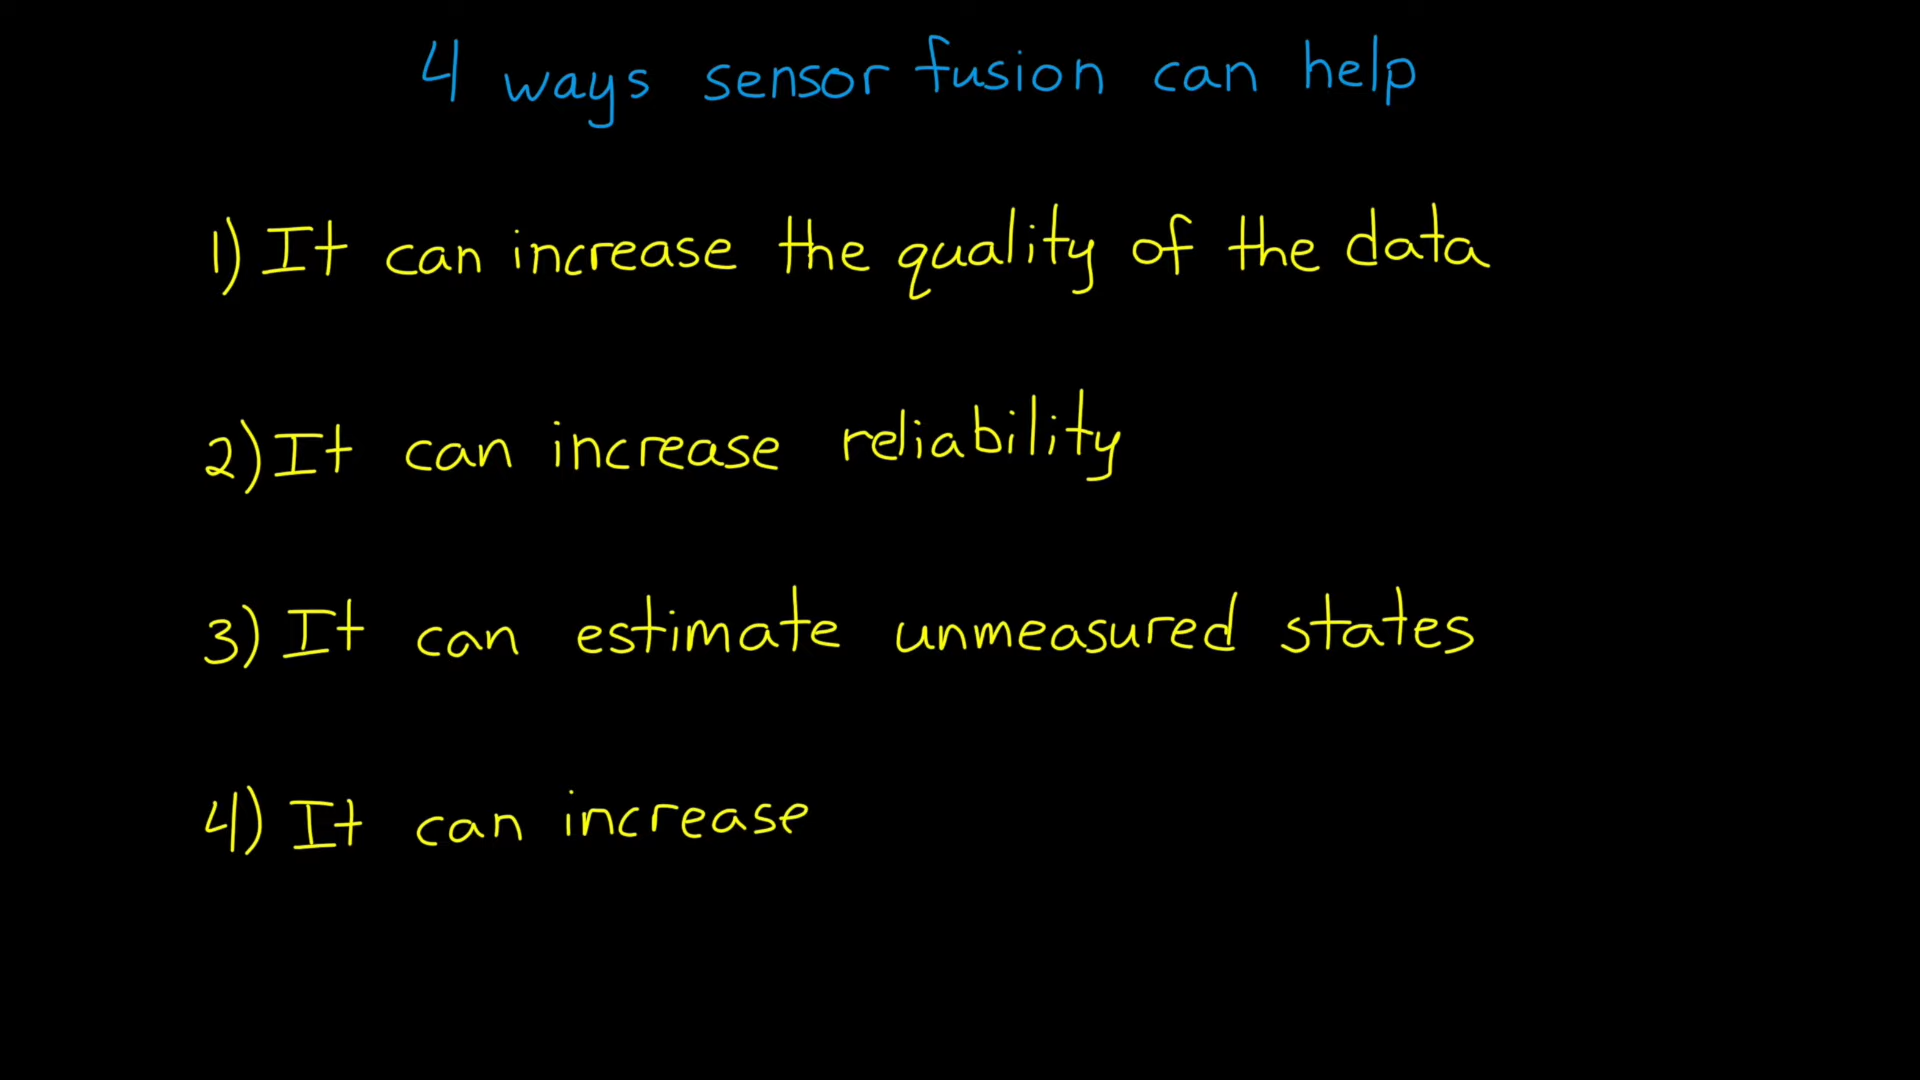 4 ways sensor fusion can help
1) It can increase the quality of the data
2) It can increase reliability
3) It can estimate unmeasured states
4) It can increase